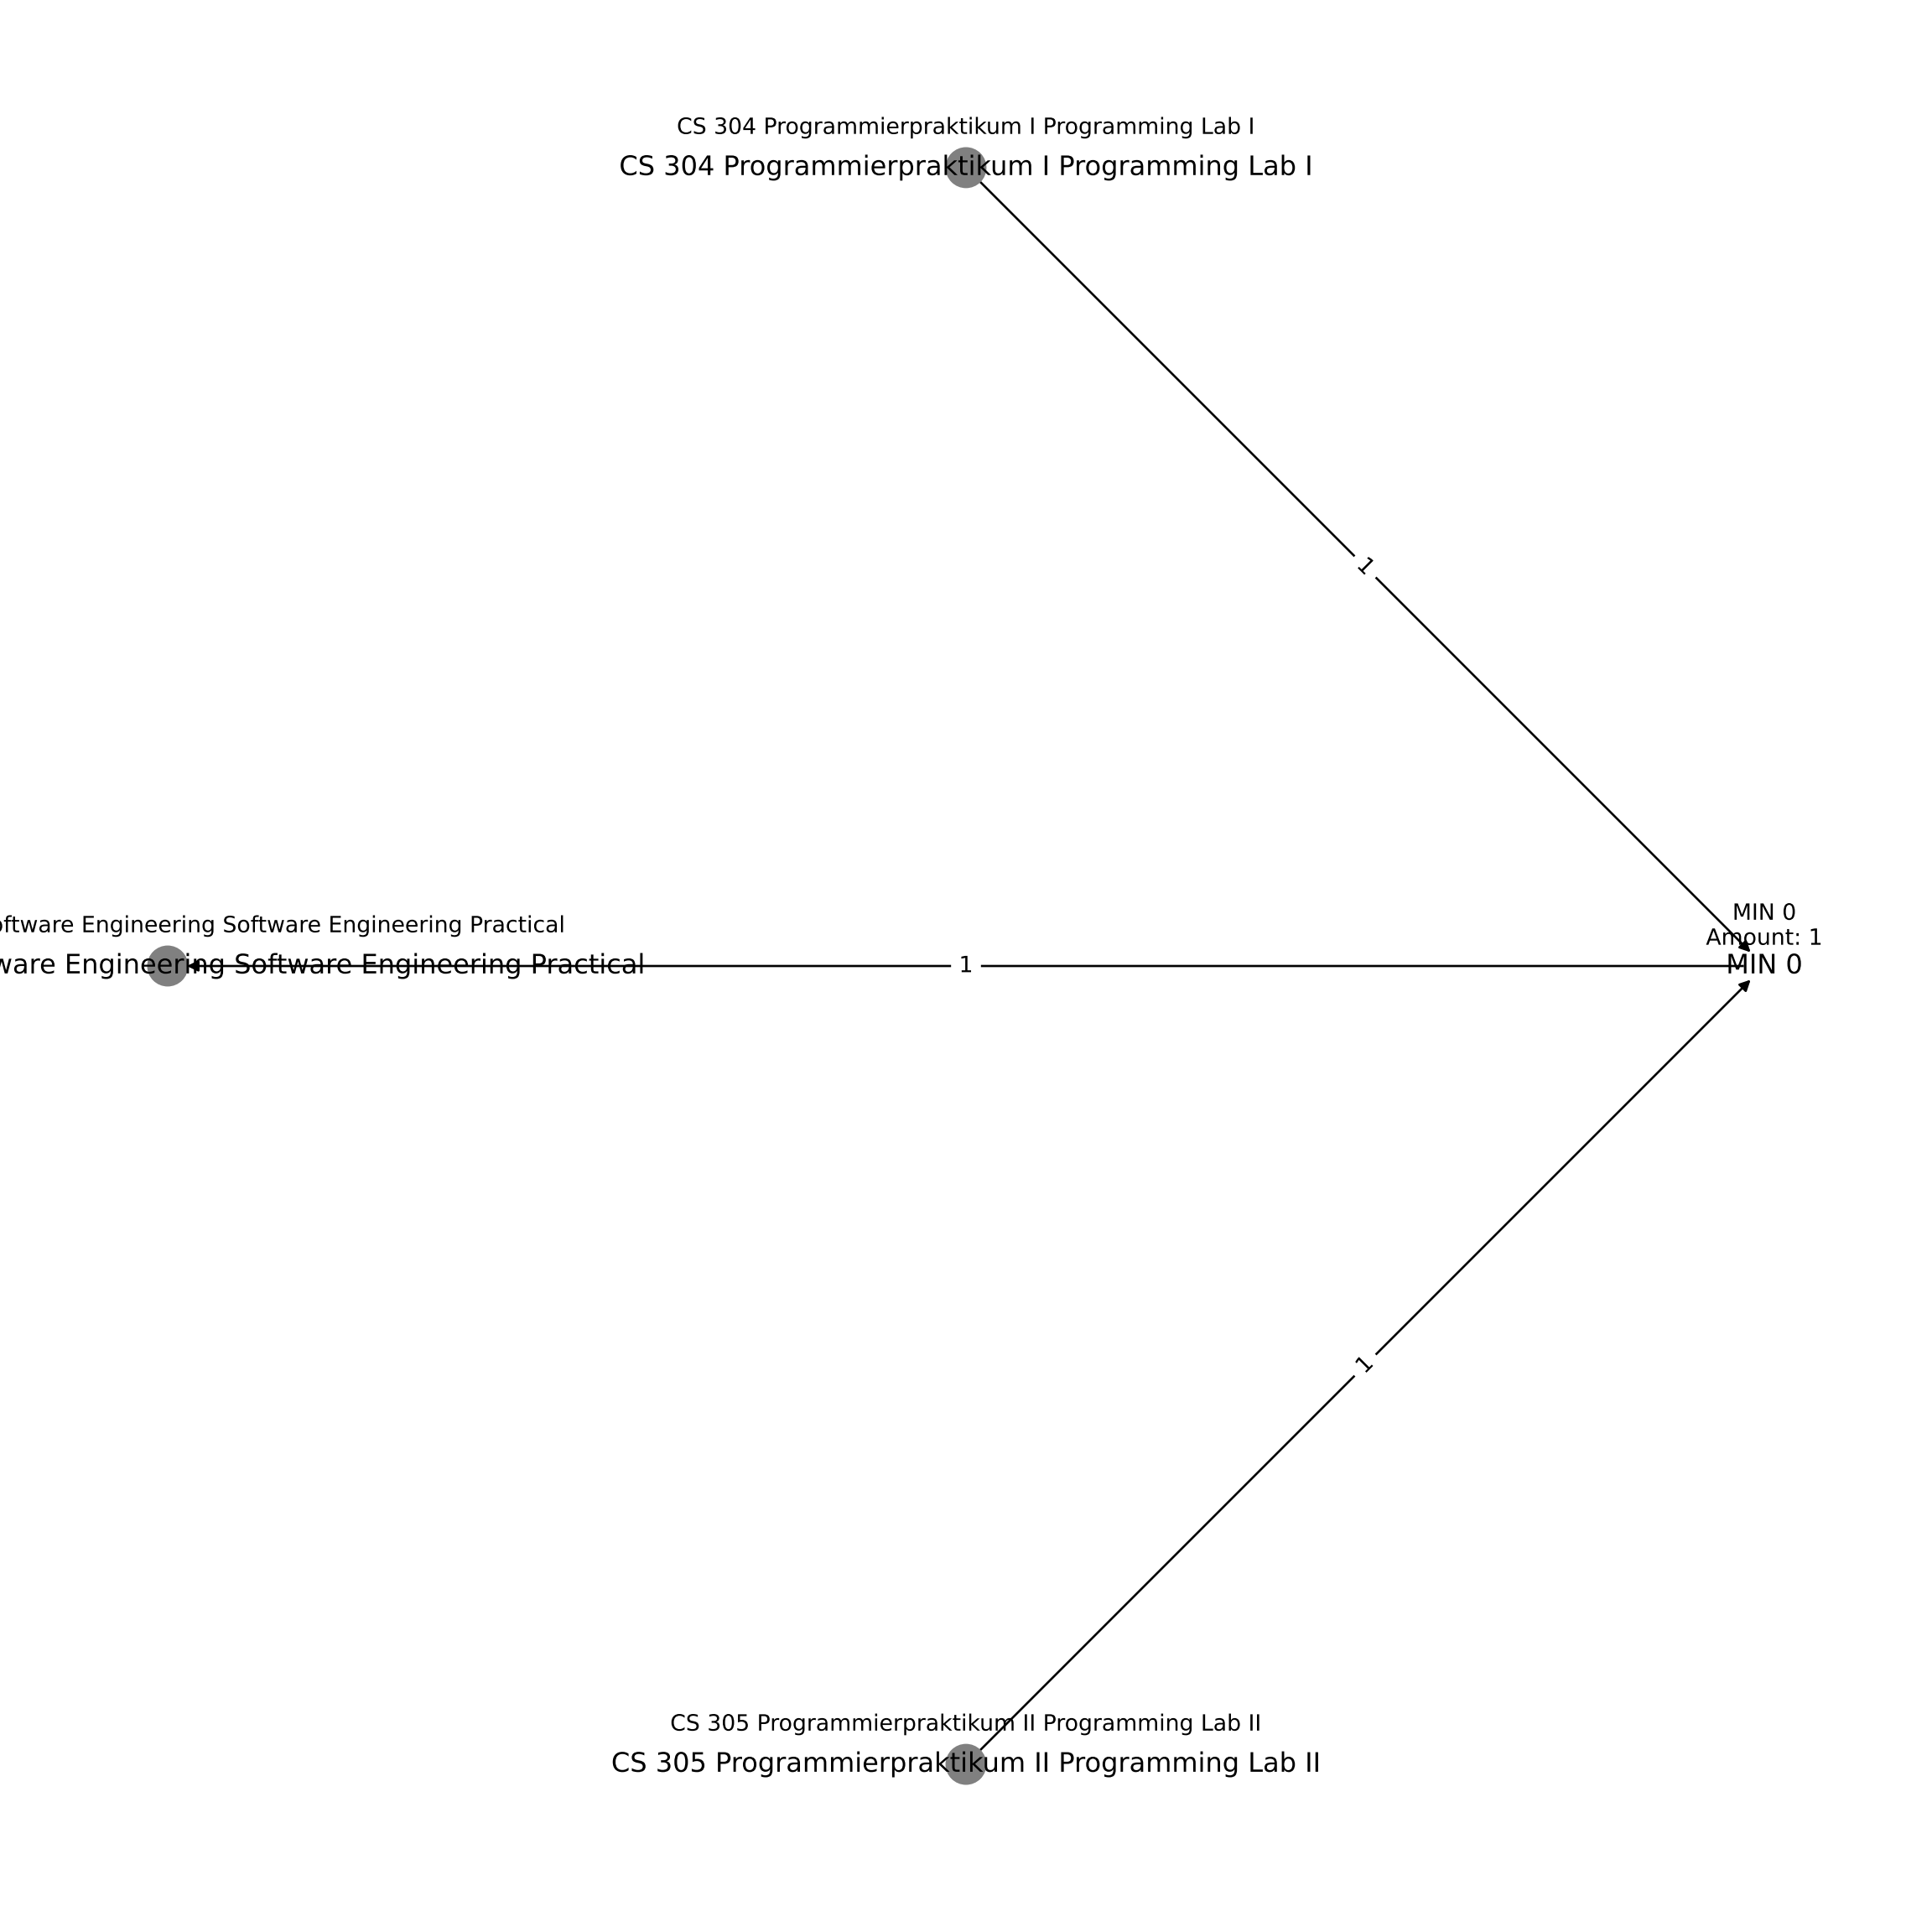 CS 304 Programmierpraktikum I Programming Lab I
CS 304 Programmierpraktikum I Programming Lab I
1
MIN 0
Amount: 1
MIN 0
Engineering Software Engineering Practical
1
Engineering Software Engineering Practical
1
CS 305 Programmierpraktikum II Programming Lab II
CS 305 Programmierpraktikum II Programming Lab II